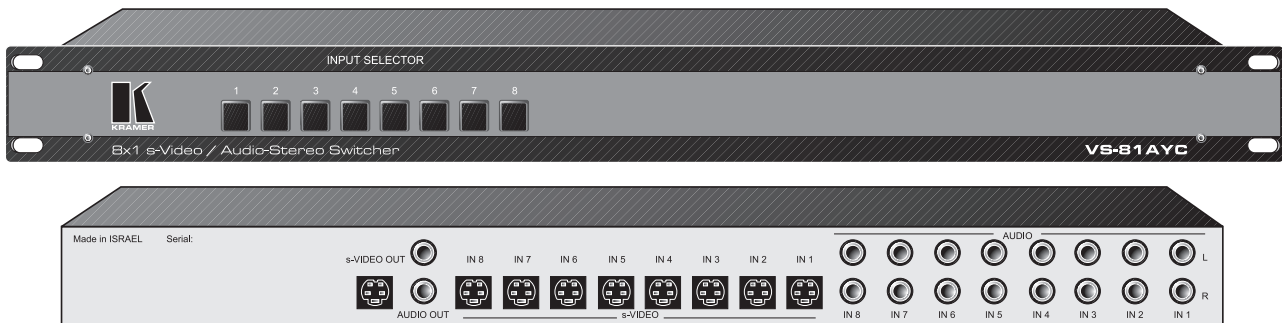 INPUT SELECTOR
1 2 3 4 5 6 7 8
K
KRAMER
8x1 s-Video / Audio-Stereo Switcher
VS-81AYC
Made in ISRAEL Serial:
AUDIO
s-VIDEO OUT
IN 8 IN 7 IN 6 IN 5 IN 4 IN 3 IN 2 IN 1
L
R
AUDIO OUT
s-VIDEO
IN 8 IN 7 IN 6 IN 5 IN 4 IN 3 IN 2 IN 1